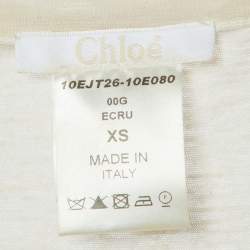 Chloé
10EJT26-10E080
00G
ECRU
XS
MADE IN
ITALY